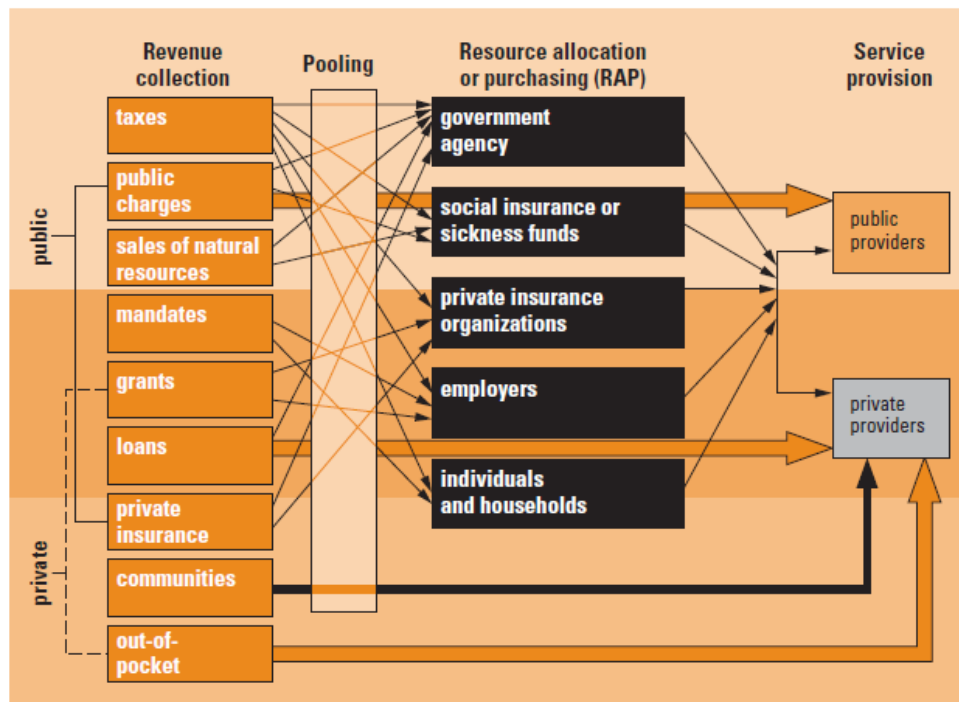 Revenue
collection
Pooling
Resource allocation
or purchasing (RAP)
Service
provision
public
private
taxes
public
charges
sales of natural
resources
mandates
grants
loans
private
insurance
communities
out-of-
pocket
government
agency
social insurance or
sickness funds
private insurance
organizations
employers
individuals
and households
public
providers
private
providers